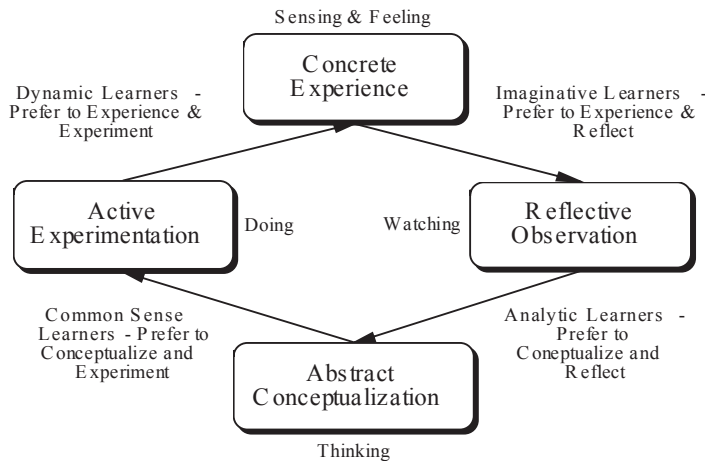 Sensing & Feeling
Concrete
Experience
Dynamic Learners -
Prefer to Experience &
Experiment
Imaginative Learners -
Prefer to Experience &
Reflect
Active
Experimentation
Doing
Watching
Reflective
Observation
Common Sense
Learners - Prefer to
Conceptualize and
Experiment
Analytic Learners -
Prefer to
Coneptualize and
Reflect
Abstract
Conceptualization
Thinking